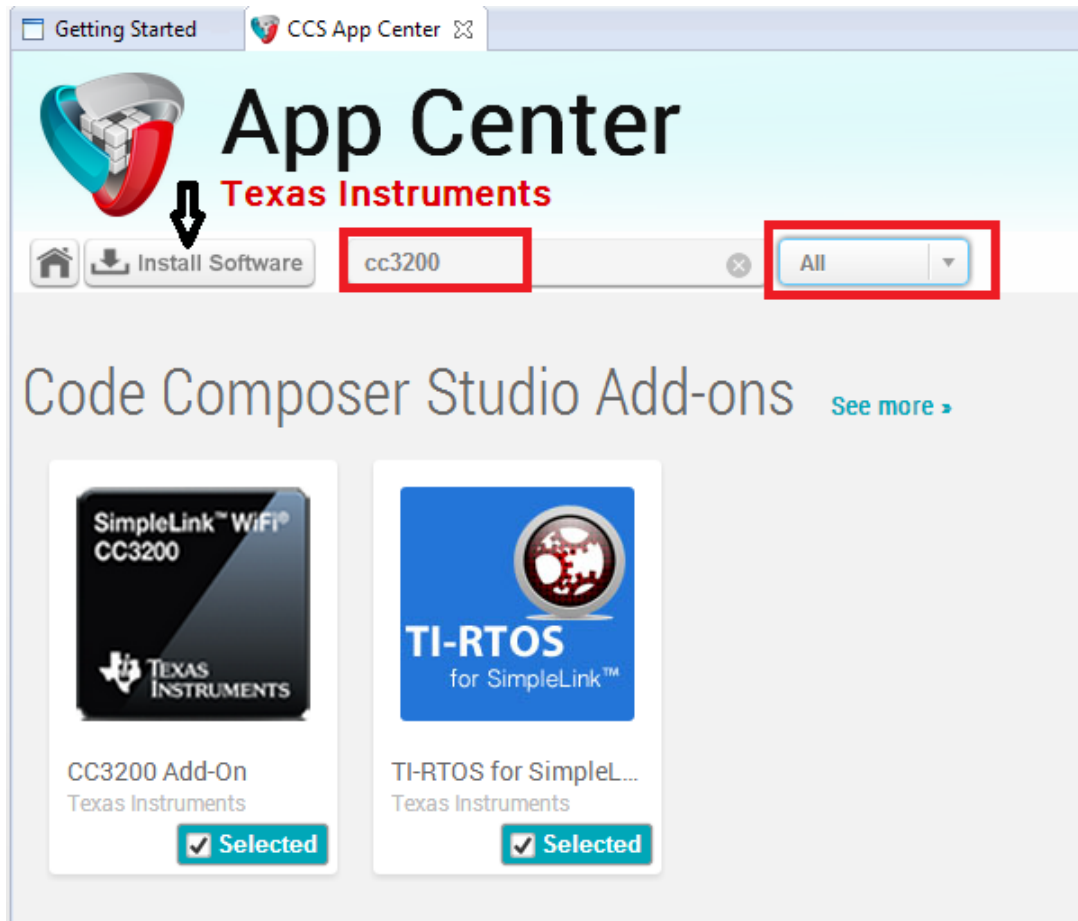 Getting Started
CCS App Center
App Center
Texas Instruments
Install Software
cc3200
All
Code Composer Studio Add-ons See more »
SimpleLink™ WiFi®
CC3200
TEXAS
INSTRUMENTS
TI-RTOS
for SimpleLink™
CC3200 Add-On
Texas Instruments
Selected
TI-RTOS for SimpleL...
Texas Instruments
Selected